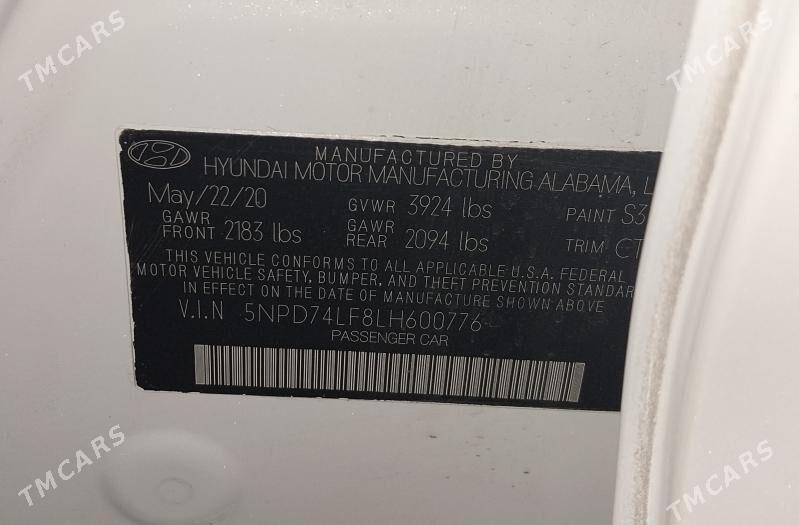 TMCARS
TMCARS
MANUFACTURED BY
HYUNDAI MOTOR MANUFACTURING ALABAMA, L
May/22/20 GVWR 3924 lbs PAINT S3
GAWR FRONT 2183 lbs GAWR REAR 2094 lbs TRIM CT
THIS VEHICLE CONFORMS TO ALL APPLICABLE U.S.A. FEDERAL
MOTOR VEHICLE SAFETY, BUMPER, AND THEFT PREVENTION STANDARD
IN EFFECT ON THE DATE OF MANUFACTURE SHOWN ABOVE.
V.I.N 5NPD74LF8LH600776
PASSENGER CAR
TMCARS
TMCARS